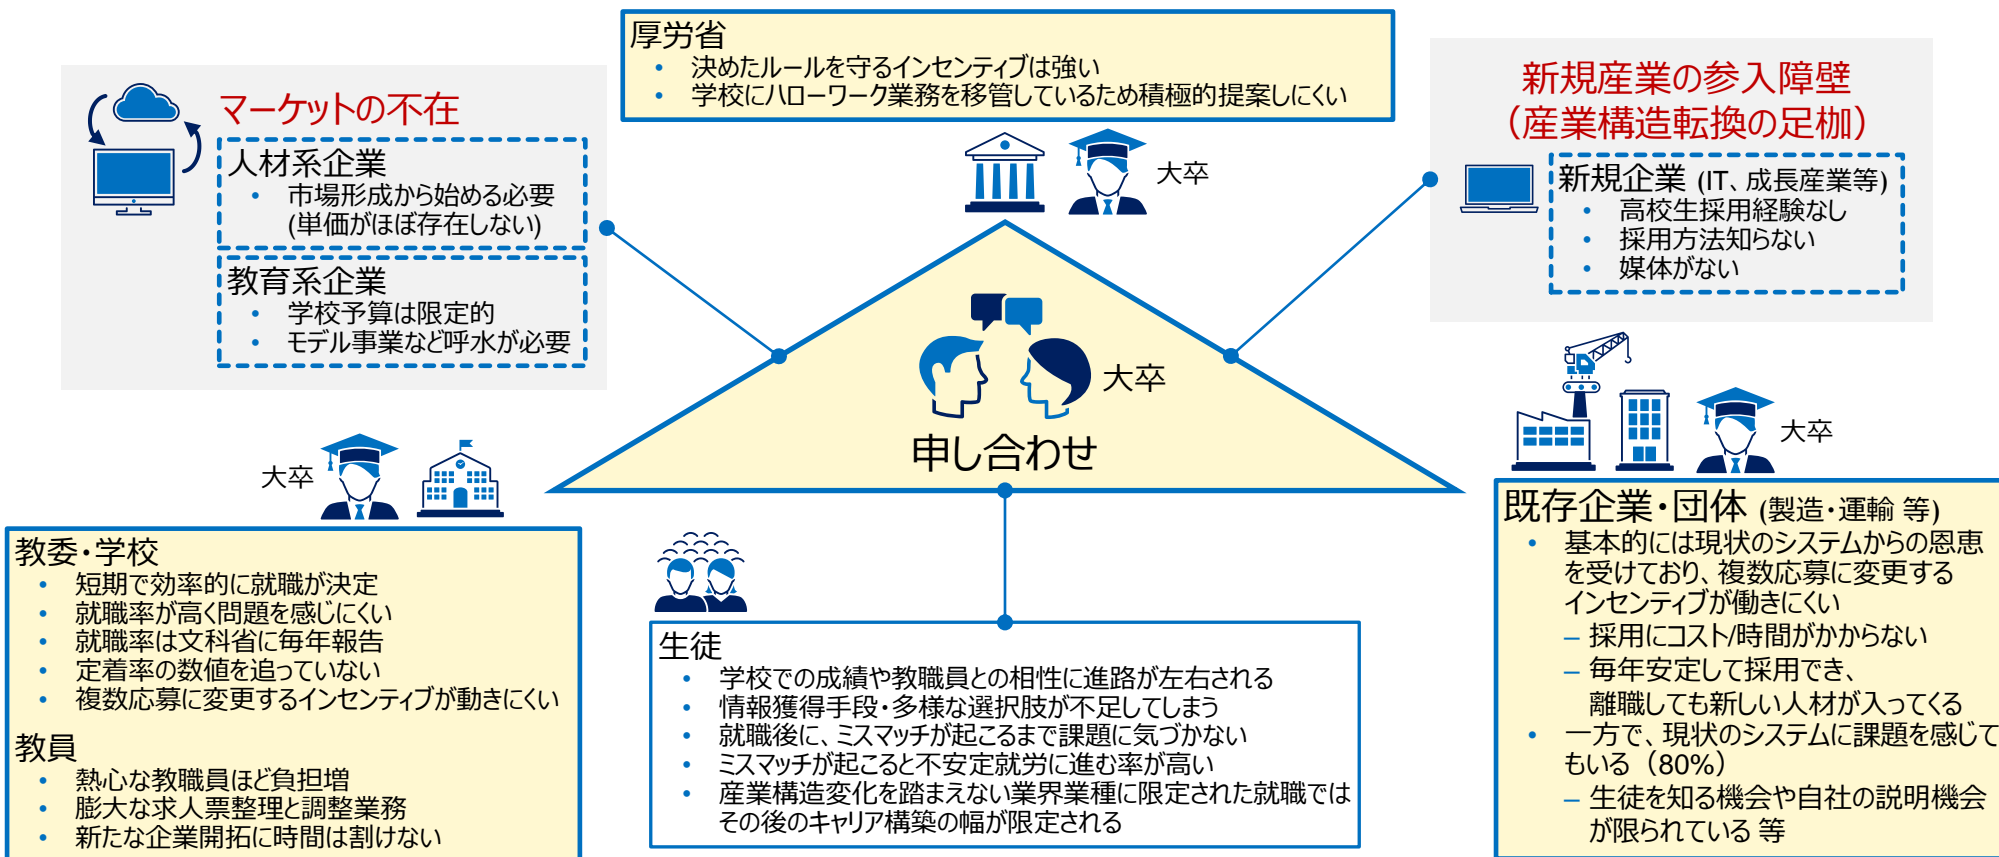 厚労省
• 決めたルールを守るインセンティブは強い
• 学校にハローワーク業務を移管しているため積極的提案しにくい
マーケットの不在
人材系企業
• 市場形成から始める必要
(単価がほぼ存在しない)
教育系企業
• 学校予算は限定的
• モデル事業など呼水が必要
大卒
新規産業の参入障壁
（産業構造転換の足枷）
新規企業 (IT、成長産業等)
• 高校生採用経験なし
• 採用方法知らない
• 媒体がない
大卒
申し合わせ
大卒
教委・学校
• 短期で効率的に就職が決定
• 就職率が高く問題を感じにくい
• 就職率は文科省に毎年報告
• 定着率の数値を追っていない
• 複数応募に変更するインセンティブが動きにくい
教員
• 熱心な教職員ほど負担増
• 膨大な求人票整理と調整業務
• 新たな企業開拓に時間は割けない
生徒
• 学校での成績や教職員との相性に進路が左右される
• 情報獲得手段・多様な選択肢が不足してしまう
• 就職後に、ミスマッチが起こるまで課題に気づかない
• ミスマッチが起こると不安定就労に進む率が高い
• 産業構造変化を踏まえない業界業種に限定された就職では
その後のキャリア構築の幅が限定される
大卒
既存企業・団体 (製造・運輸 等)
• 基本的には現状のシステムからの恩恵
を受けており、複数応募に変更する
インセンティブが働きにくい
– 採用にコスト/時間がかからない
– 毎年安定して採用でき、
離職しても新しい人材が入ってくる
• 一方で、現状のシステムに課題を感じて
もいる（80%）
– 生徒を知る機会や自社の説明機会
が限られている 等